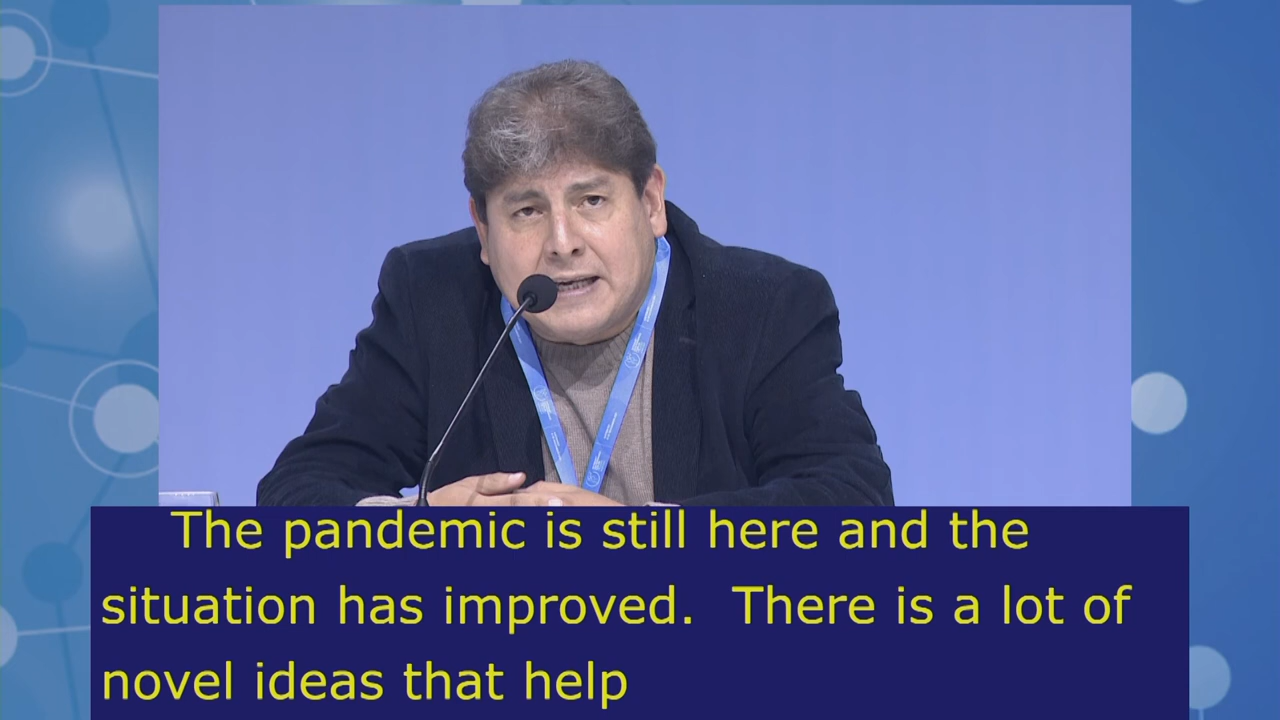 The pandemic is still here and the
situation has improved.  There is a lot of
novel ideas that help